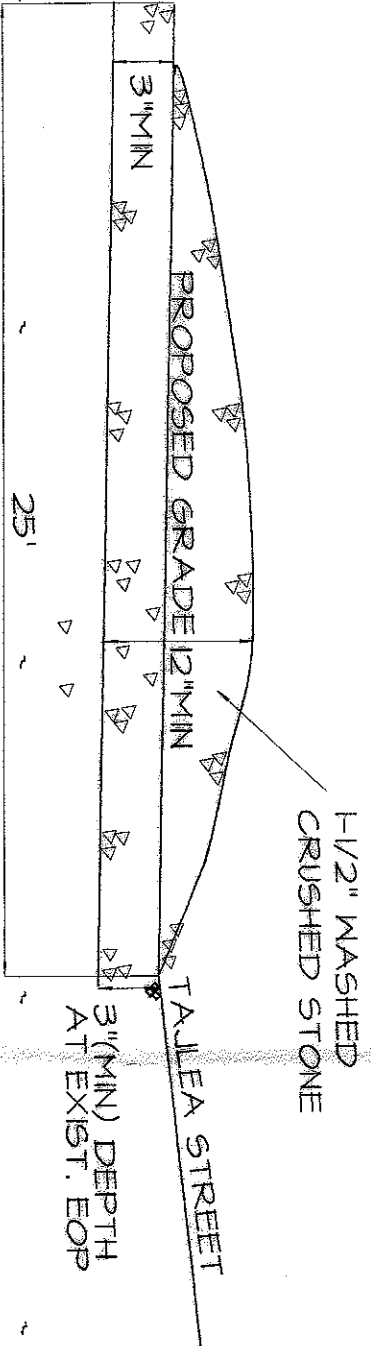 1-1/2" WASHED
CRUSHED STONE
TAJLEA STREET
3"MIN
PROPOSED GRADE
12"MIN
3"(MIN) DEPTH
AT EXIST. EOP
25'